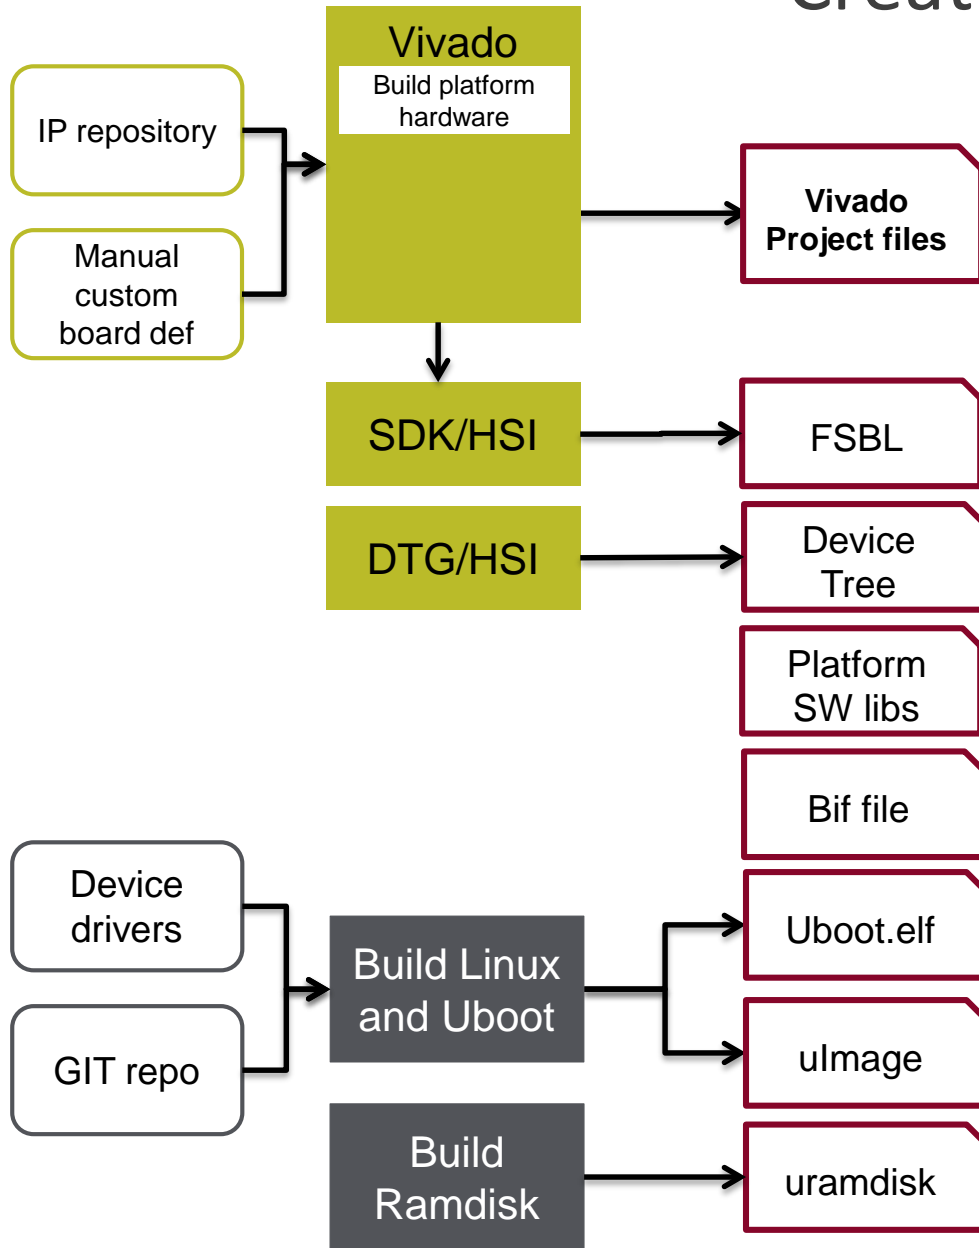 Vivado
Build platform
hardware
IP repository
Manual
custom
board def
Vivado
Project files
SDK/HSI
FSBL
DTG/HSI
Device
Tree
Platform
SW libs
Bif file
Device
drivers
GIT repo
Build Linux
and Uboot
Uboot.elf
uImage
Build
Ramdisk
uramdisk